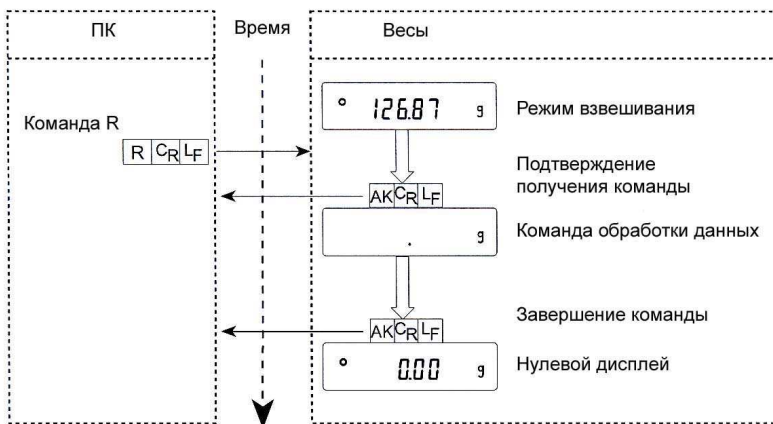 ПК
Время
Весы
126.87 g
Режим взвешивания
Команда R
R CR LF
Подтверждение
получения команды
AK CR LF
. g
Команда обработки данных
Завершение команды
AK CR LF
0.00 g
Нулевой дисплей